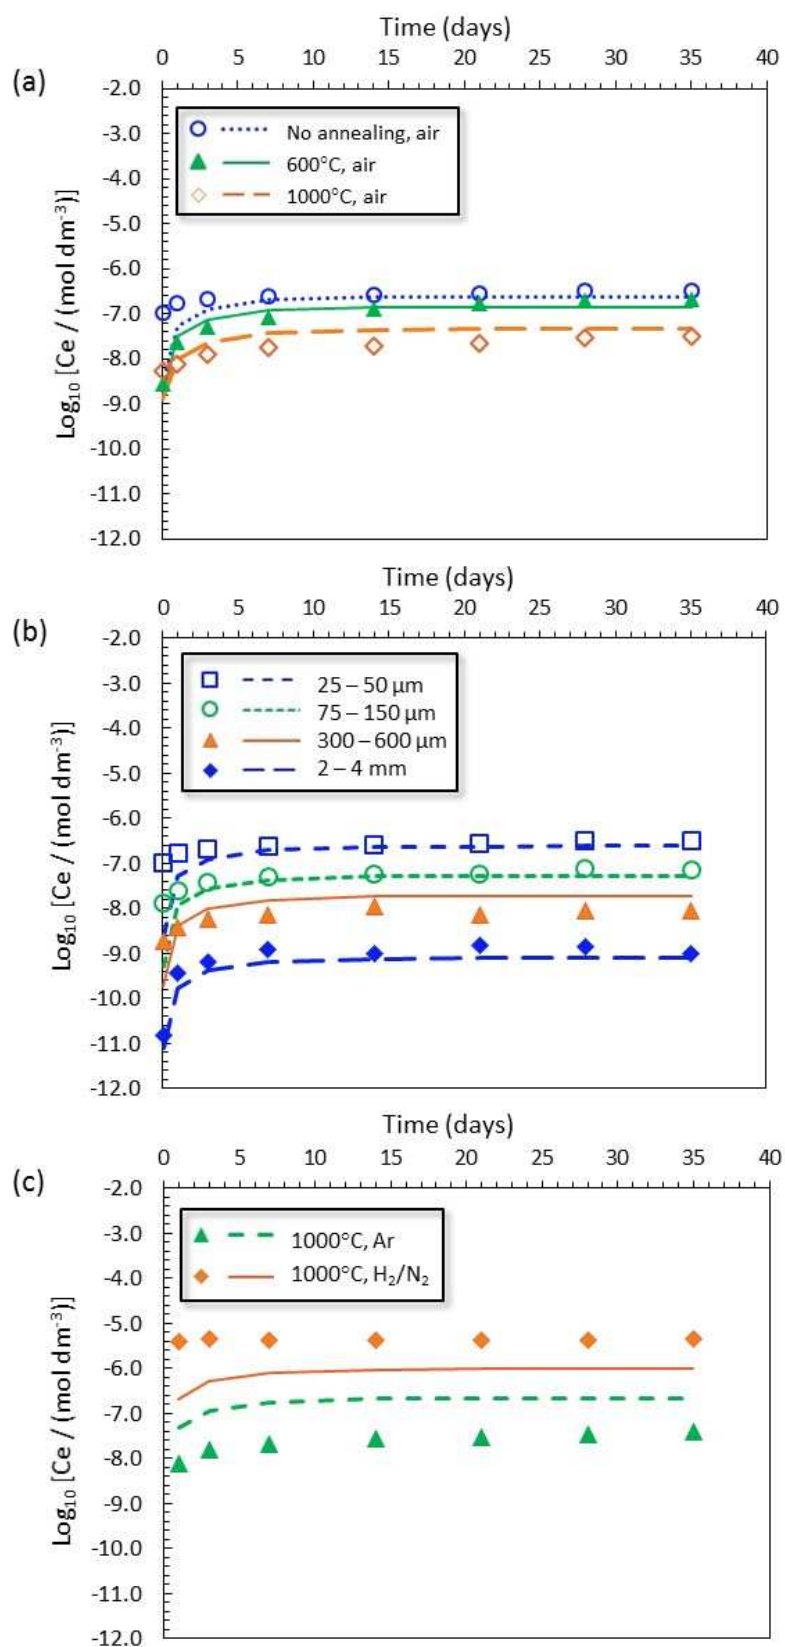 Time (days)
0 5 10 15 20 25 30 35 40
(a)
-2.0
-3.0
-4.0
-5.0
-6.0
-7.0
-8.0
-9.0
-10.0
-11.0
-12.0
Log₁₀ [Ce / (mol dm⁻³)]
No annealing, air
600°C, air
1000°C, air
Time (days)
0 5 10 15 20 25 30 35 40
(b)
-2.0
-3.0
-4.0
-5.0
-6.0
-7.0
-8.0
-9.0
-10.0
-11.0
-12.0
Log₁₀ [Ce / (mol dm⁻³)]
25 – 50 µm
75 – 150 µm
300 – 600 µm
2 – 4 mm
Time (days)
0 5 10 15 20 25 30 35 40
(c)
-2.0
-3.0
-4.0
-5.0
-6.0
-7.0
-8.0
-9.0
-10.0
-11.0
-12.0
Log₁₀ [Ce / (mol dm⁻³)]
1000°C, Ar
1000°C, H₂/N₂